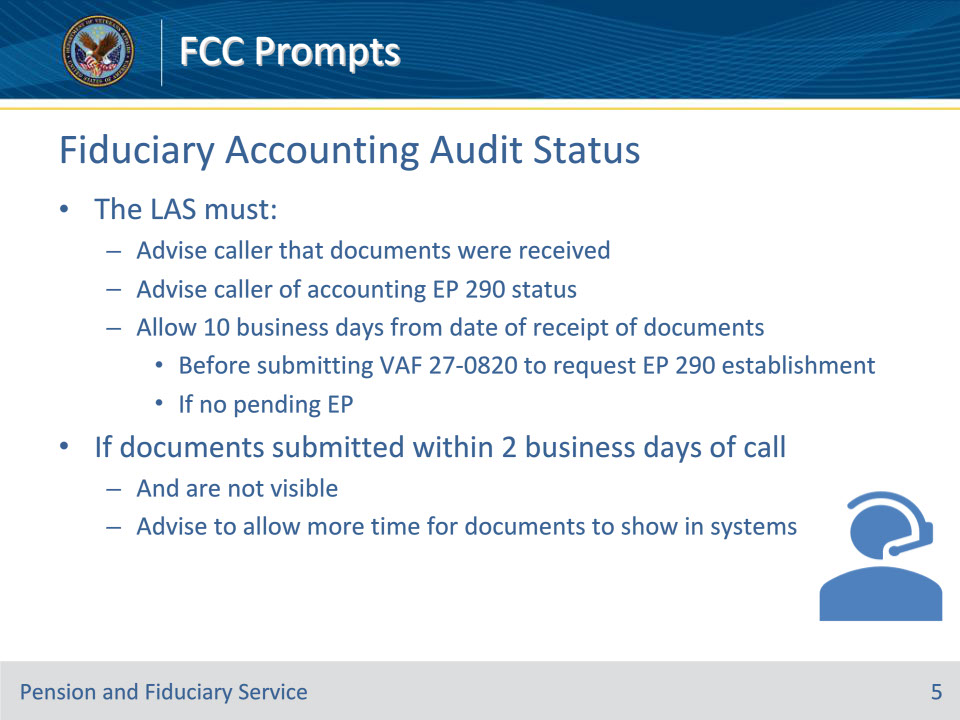 FCC Prompts
Fiduciary Accounting Audit Status
• The LAS must:
– Advise caller that documents were received
– Advise caller of accounting EP 290 status
– Allow 10 business days from date of receipt of documents
• Before submitting VAF 27-0820 to request EP 290 establishment
• If no pending EP
• If documents submitted within 2 business days of call
– And are not visible
– Advise to allow more time for documents to show in systems
Pension and Fiduciary Service
5